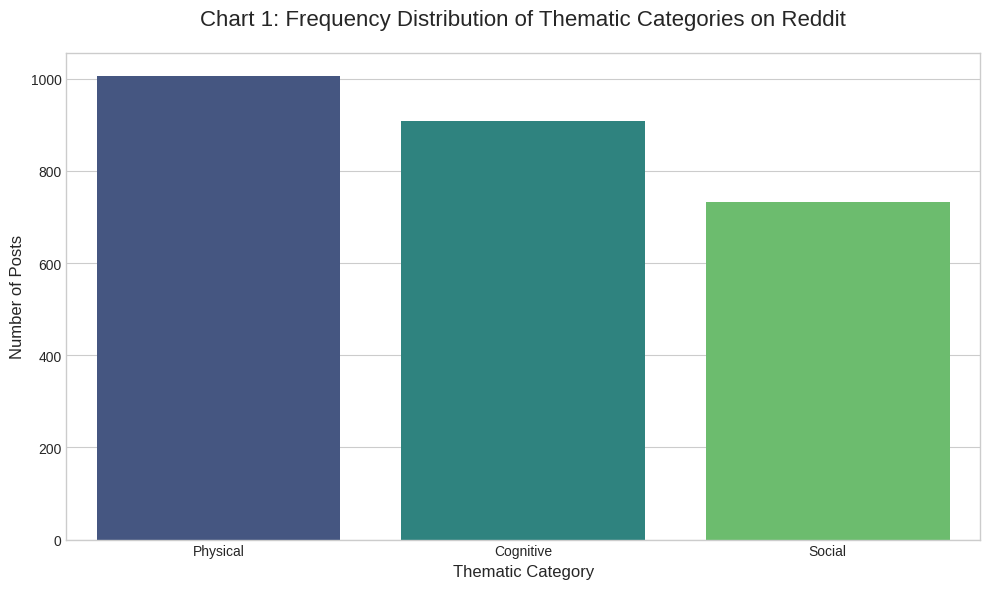 Chart 1: Frequency Distribution of Thematic Categories on Reddit
Number of Posts
1000
800
600
400
200
0
Physical
Cognitive
Social
Thematic Category